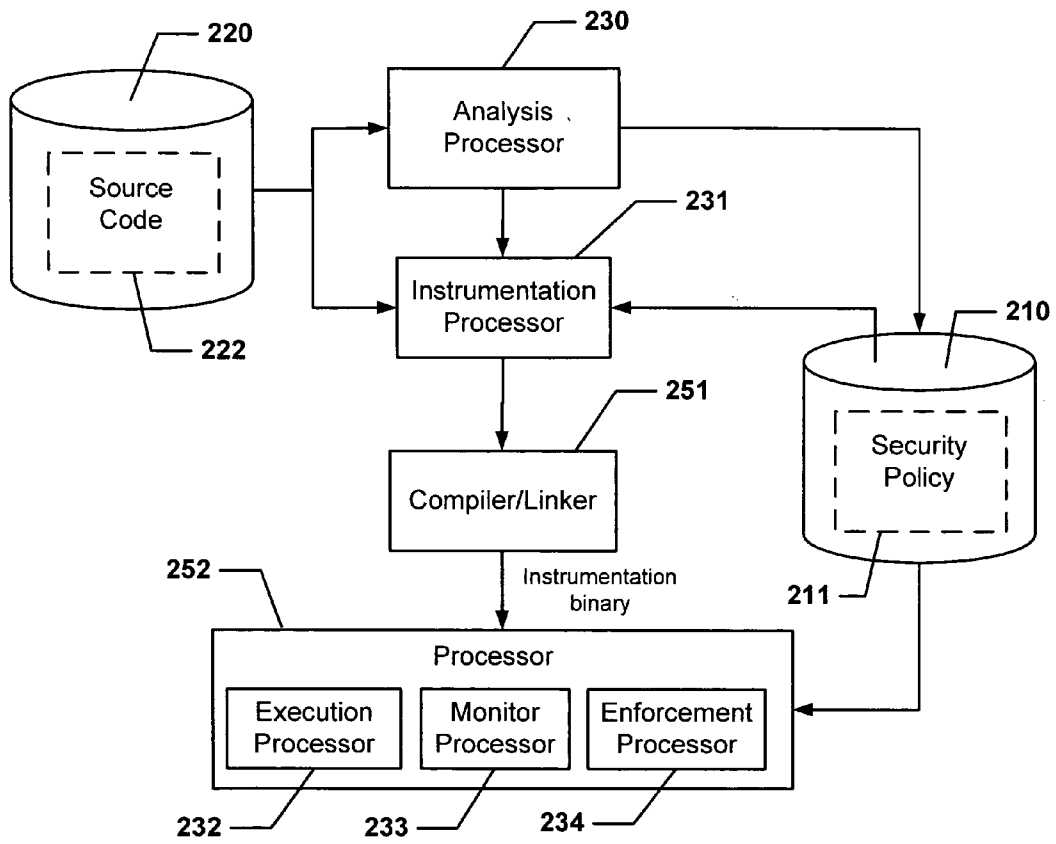 220
230
Analysis
Processor
Source
Code
231
Instrumentation
Processor
222
210
251
Security
Policy
Compiler/Linker
252
Instrumentation
binary
211
Processor
Execution
Processor
Monitor
Processor
Enforcement
Processor
232
233
234